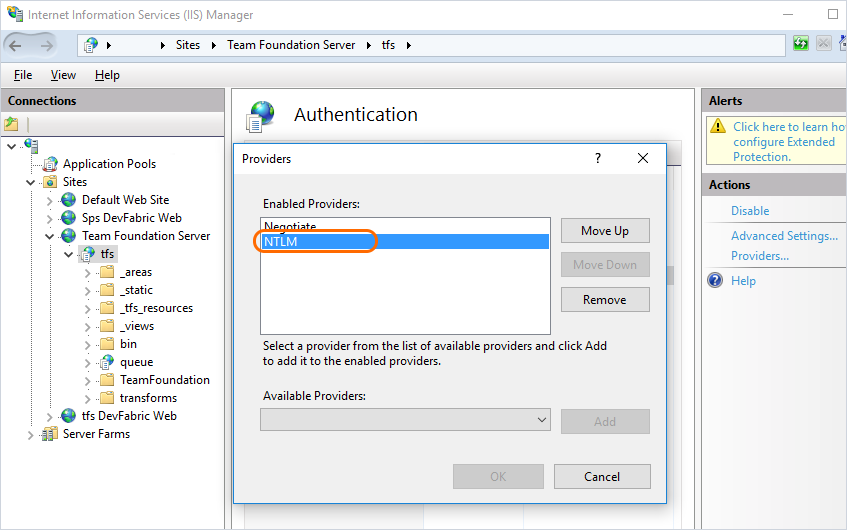 Internet Information Services (IIS) Manager
Sites
Team Foundation Server
tfs
File View Help
Connections
Application Pools
Sites
Default Web Site
Sps DevFabric Web
Team Foundation Server
tfs
_areas
_static
_tfs_resources
_views
bin
queue
TeamFoundation
transforms
tfs DevFabric Web
Server Farms
Authentication
Providers
?
Enabled Providers:
Negotiate
NTLM
Move Up
Move Down
Remove
Select a provider from the list of available providers and click Add
to add it to the enabled providers.
Available Providers:
Add
OK
Cancel
Alerts
Click here to learn ho
configure Extended
Protection.
Actions
Disable
Advanced Settings...
Providers...
Help